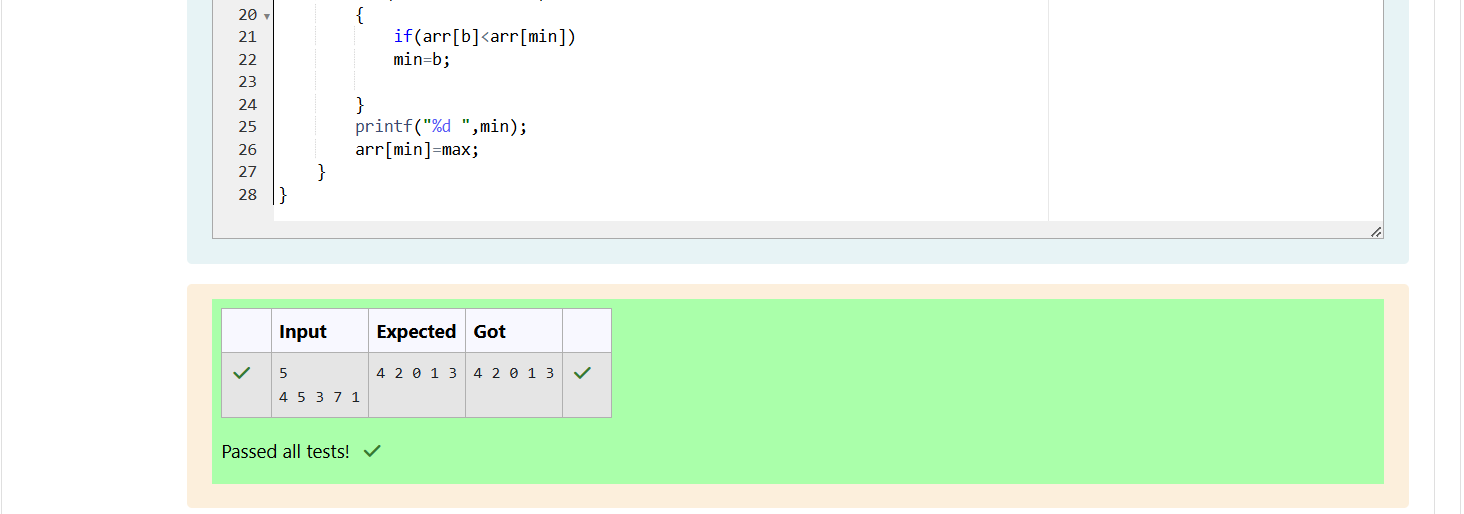 20 {
21 if(arr[b]<arr[min])
22 min=b;
23
24 }
25 printf("%d ",min);
26 arr[min]=max;
27 }
28 }
Input Expected Got
5 4 2 0 1 3 4 2 0 1 3
4 5 3 7 1
Passed all tests!